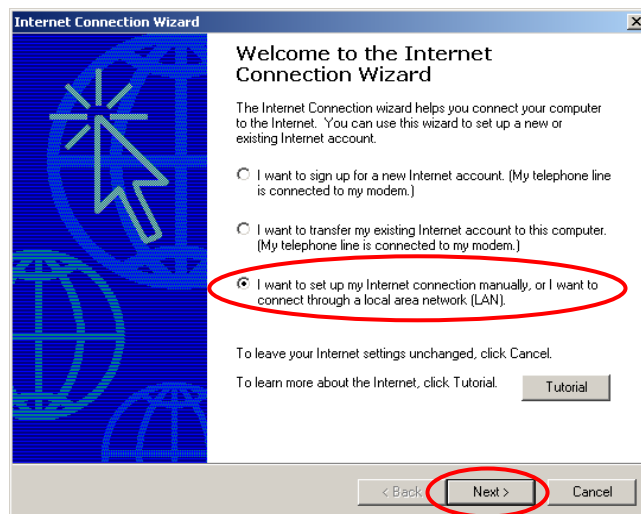 Internet Connection Wizard
Welcome to the Internet
Connection Wizard
The Internet Connection wizard helps you connect your computer
to the Internet. You can use this wizard to set up a new or
existing Internet account.
I want to sign up for a new Internet account. (My telephone line
is connected to my modem.)
I want to transfer my existing Internet account to this computer.
(My telephone line is connected to my modem.)
I want to set up my Internet connection manually, or I want to
connect through a local area network (LAN).
To leave your Internet settings unchanged, click Cancel.
To learn more about the Internet, click Tutorial.
Tutorial
< Back
Next >
Cancel